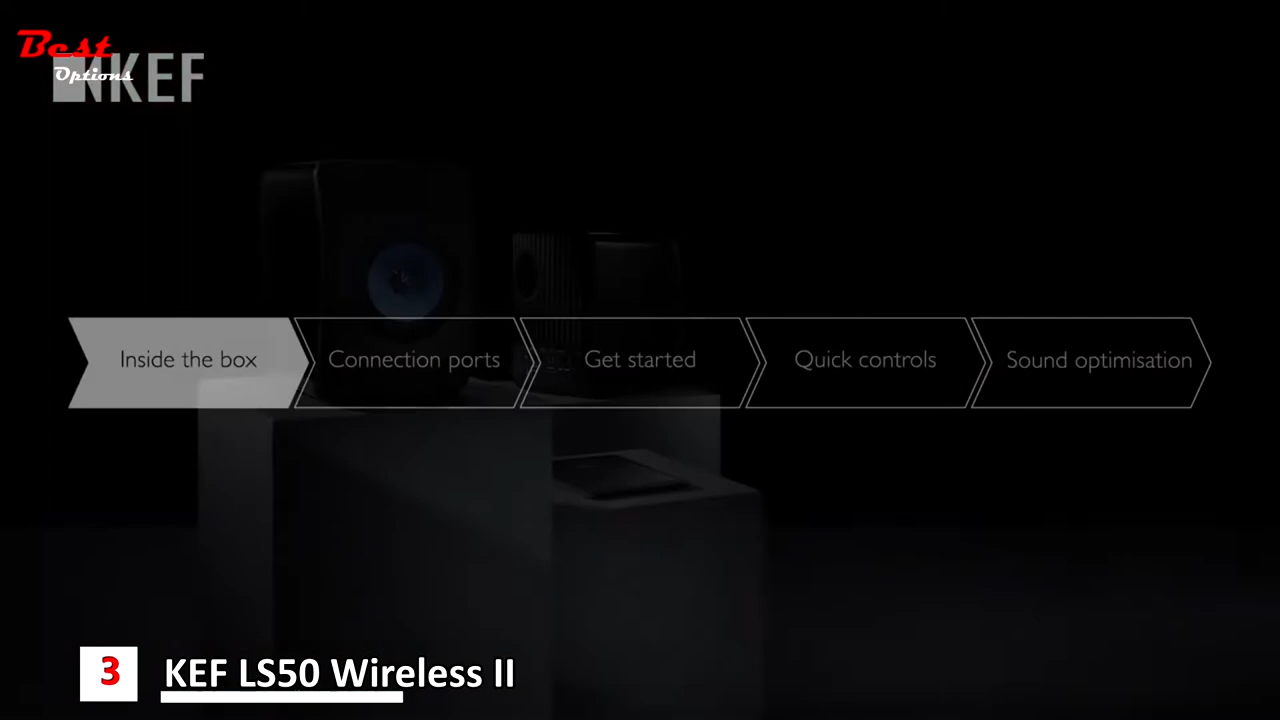 Best
Options
KEF
Inside the box
Connection ports
Get started
Quick controls
Sound optimisation
3
KEF LS50 Wireless II